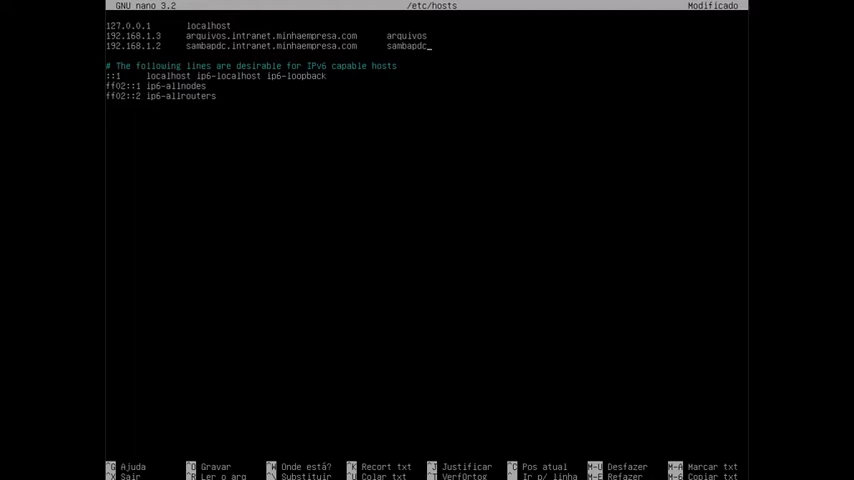 GNU nano 3.2 /etc/hosts Modificado
127.0.0.1 localhost
192.168.1.3 arquivos.intranet.minhaempresa.com arquivos
192.168.1.2 sambapdc.intranet.minhaempresa.com sambapdc_
# The following lines are desirable for IPv6 capable hosts
::1 localhost ip6-localhost ip6-loopback
ff02::1 ip6-allnodes
ff02::2 ip6-allrouters
^G Ajuda ^O Gravar ^W Onde está? ^K Recort txt ^J Justificar ^C Pos atual M-U Desfazer M-A Marcar txt
^X Sair ^R Ler o arq ^\ Substituir ^U Colar txt ^T VerfOrtog ^_ Ir p/ linha M-E Refazer M-6 Copiar txt